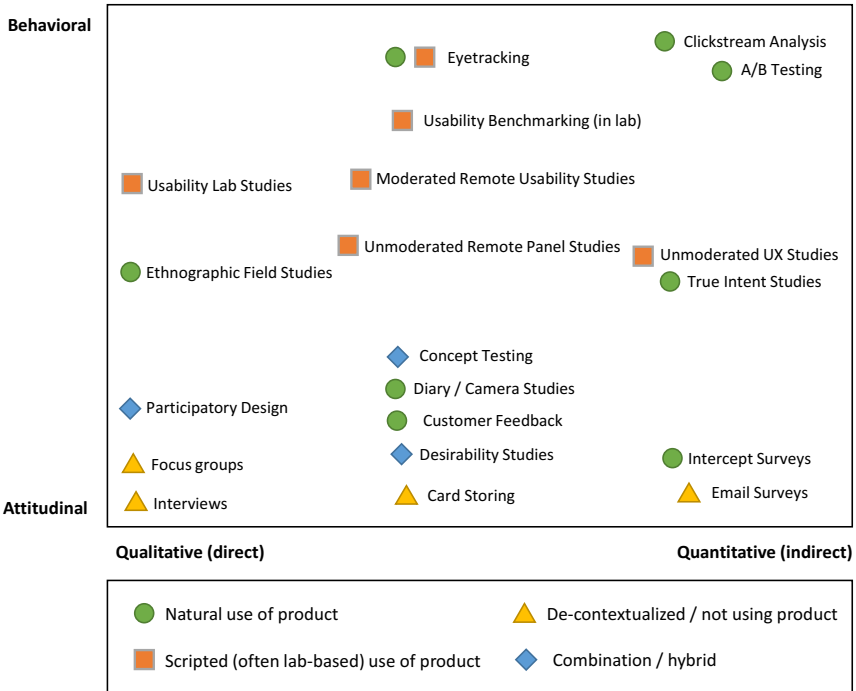 Behavioral
Clickstream Analysis
Eyetracking
A/B Testing
Usability Benchmarking (in lab)
Usability Lab Studies
Moderated Remote Usability Studies
Unmoderated Remote Panel Studies
Unmoderated UX Studies
Ethnographic Field Studies
True Intent Studies
Concept Testing
Diary / Camera Studies
Participatory Design
Customer Feedback
Desirability Studies
Focus groups
Intercept Surveys
Interviews
Card Storing
Email Surveys
Attitudinal
Qualitative (direct)
Quantitative (indirect)
Natural use of product
De-contextualized / not using product
Scripted (often lab-based) use of product
Combination / hybrid